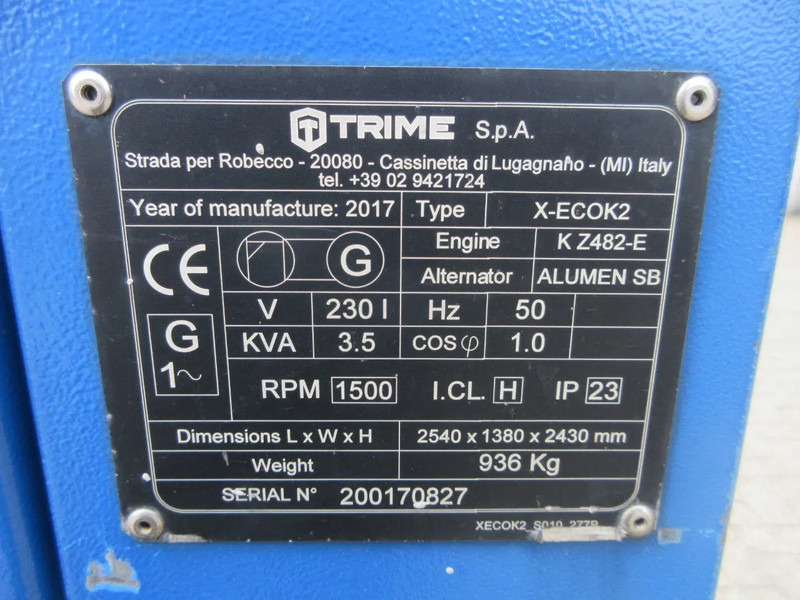 TRIME S.p.A.
Strada per Robecco - 20080 - Cassinetta di Lugagnano - (MI) Italy
tel. +39 02 9421724
Year of manufacture: 2017 Type X-ECOK2
Engine K Z482-E
CE G
Alternator ALUMEN SB
V 230 I Hz 50
G 1~
KVA 3.5 COS φ 1.0
RPM 1500 I.CL. H IP 23
Dimensions L x W x H 2540 x 1380 x 2430 mm
Weight 936 Kg
SERIAL N° 200170827
XECOK2_S010_277B